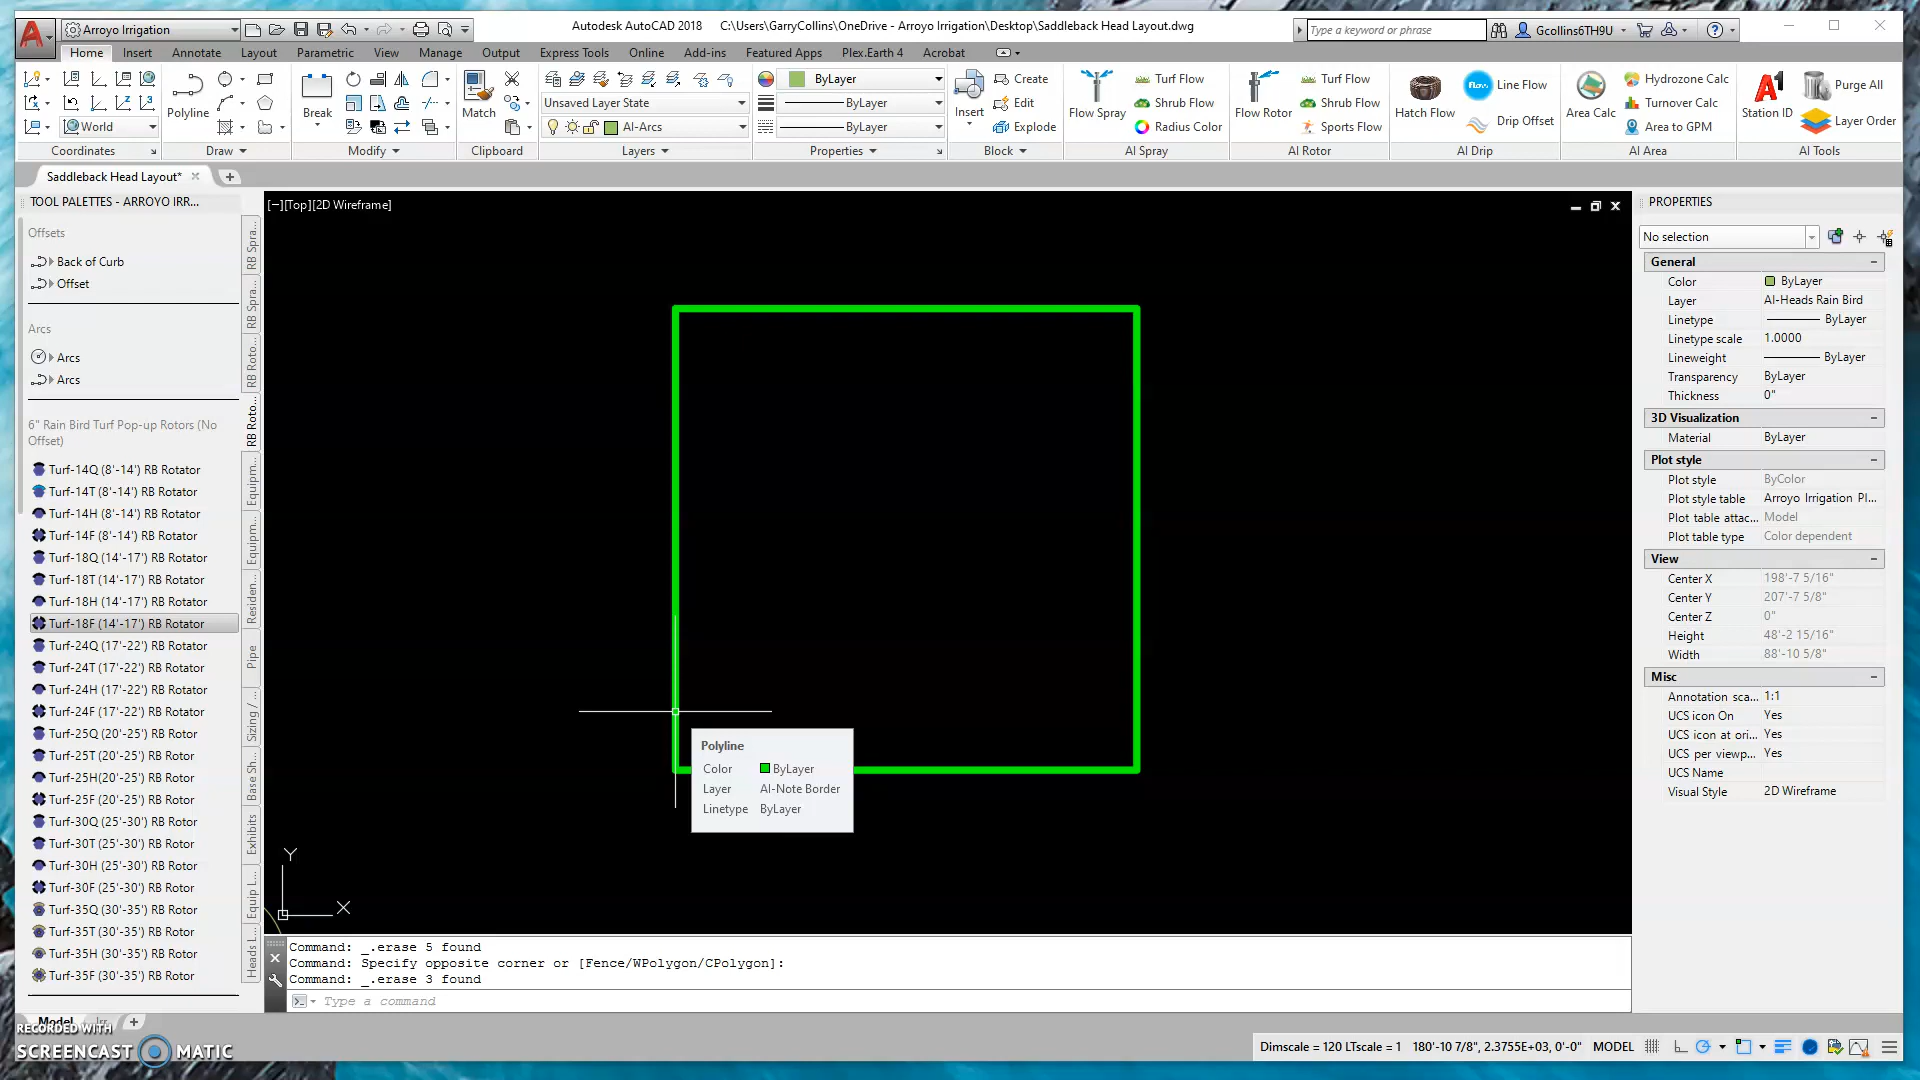 Arroyo Irrigation
Autodesk AutoCAD 2018 C:\Users\GarryCollins\OneDrive - Arroyo Irrigation\Desktop\Saddleback Head Layout.dwg
Type a keyword or phrase
Gcollins6TH9U
Home Insert Annotate Layout Parametric View Manage Output Express Tools Online Add-ins Featured Apps Plex.Earth 4 Acrobat
Polyline
Break
Match
Unsaved Layer State
AI-Arcs
World
ByLayer
ByLayer
ByLayer
Insert
Create
Edit
Explode
Flow Spray
Turf Flow
Shrub Flow
Radius Color
Flow Rotor
Turf Flow
Shrub Flow
Sports Flow
Hatch Flow
Line Flow
Drip Offset
Area Calc
Hydrozone Calc
Turnover Calc
Area to GPM
Station ID
Purge All
Layer Order
Coordinates Draw Modify Clipboard Layers Properties Block AI Spray AI Rotor AI Drip AI Area AI Tools
Saddleback Head Layout*
TOOL PALETTES - ARROYO IRR...
Offsets
Back of Curb
Offset
Arcs
Arcs
Arcs
6" Rain Bird Turf Pop-up Rotors (No
Offset)
Turf-14Q (8'-14') RB Rotator
Turf-14T (8'-14') RB Rotator
Turf-14H (8'-14') RB Rotator
Turf-14F (8'-14') RB Rotator
Turf-18Q (14'-17') RB Rotator
Turf-18T (14'-17') RB Rotator
Turf-18H (14'-17') RB Rotator
Turf-18F (14'-17') RB Rotator
Turf-24Q (17'-22') RB Rotator
Turf-24T (17'-22') RB Rotator
Turf-24H (17'-22') RB Rotator
Turf-24F (17'-22') RB Rotator
Turf-25Q (20'-25') RB Rotor
Turf-25T (20'-25') RB Rotor
Turf-25H(20'-25') RB Rotor
Turf-25F (20'-25') RB Rotor
Turf-30Q (25'-30') RB Rotor
Turf-30T (25'-30') RB Rotor
Turf-30H (25'-30') RB Rotor
Turf-30F (25'-30') RB Rotor
Turf-35Q (30'-35') RB Rotor
Turf-35T (30'-35') RB Rotor
Turf-35H (30'-35') RB Rotor
Turf-35F (30'-35') RB Rotor
RB Spra...
RB Spra...
RB Roto...
RB Roto...
Equipm...
Equipm...
Residen...
Pipe
Sizing / ...
Base Sh...
Exhibits
Equip L...
Heads L...
[−][Top][2D Wireframe]
Polyline
Color ByLayer
Layer AI-Note Border
Linetype ByLayer
Y
X
Command: _.erase 5 found
Command: Specify opposite corner or [Fence/WPolygon/CPolygon]:
Command: _.erase 3 found
Type a command
PROPERTIES
No selection
General
Color ByLayer
Layer AI-Heads Rain Bird
Linetype ByLayer
Linetype scale 1.0000
Lineweight ByLayer
Transparency ByLayer
Thickness 0"
3D Visualization
Material ByLayer
Plot style
Plot style ByColor
Plot style table Arroyo Irrigation Pl...
Plot table attac... Model
Plot table type Color dependent
View
Center X 198'-7 5/16"
Center Y 207'-7 5/8"
Center Z 0"
Height 48'-2 15/16"
Width 88'-10 5/8"
Misc
Annotation sca... 1:1
UCS icon On Yes
UCS icon at ori... Yes
UCS per viewp... Yes
UCS Name
Visual Style 2D Wireframe
Model
RECORDED WITH
SCREENCAST MATIC
Dimscale = 120 LTscale = 1 180'-10 7/8", 2.3755E+03, 0'-0" MODEL